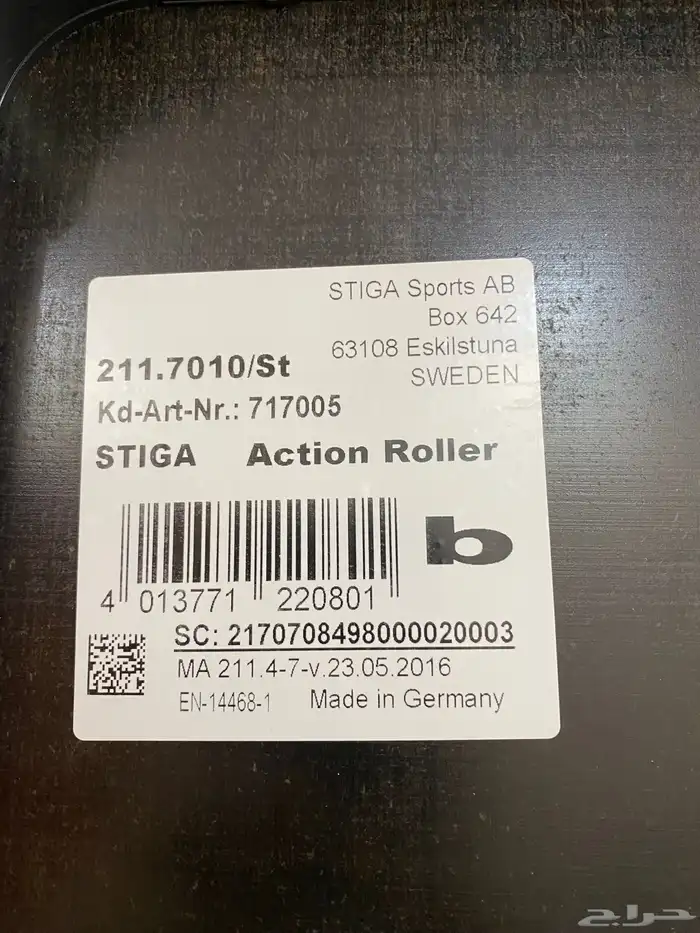 STIGA Sports AB
Box 642
63108 Eskilstuna
SWEDEN
211.7010/St
Kd-Art-Nr.: 717005
STIGA Action Roller
b
4 013771 220801
SC: 2170708498000020003
MA 211.4-7-v.23.05.2016
EN-14468-1 Made in Germany
حراج